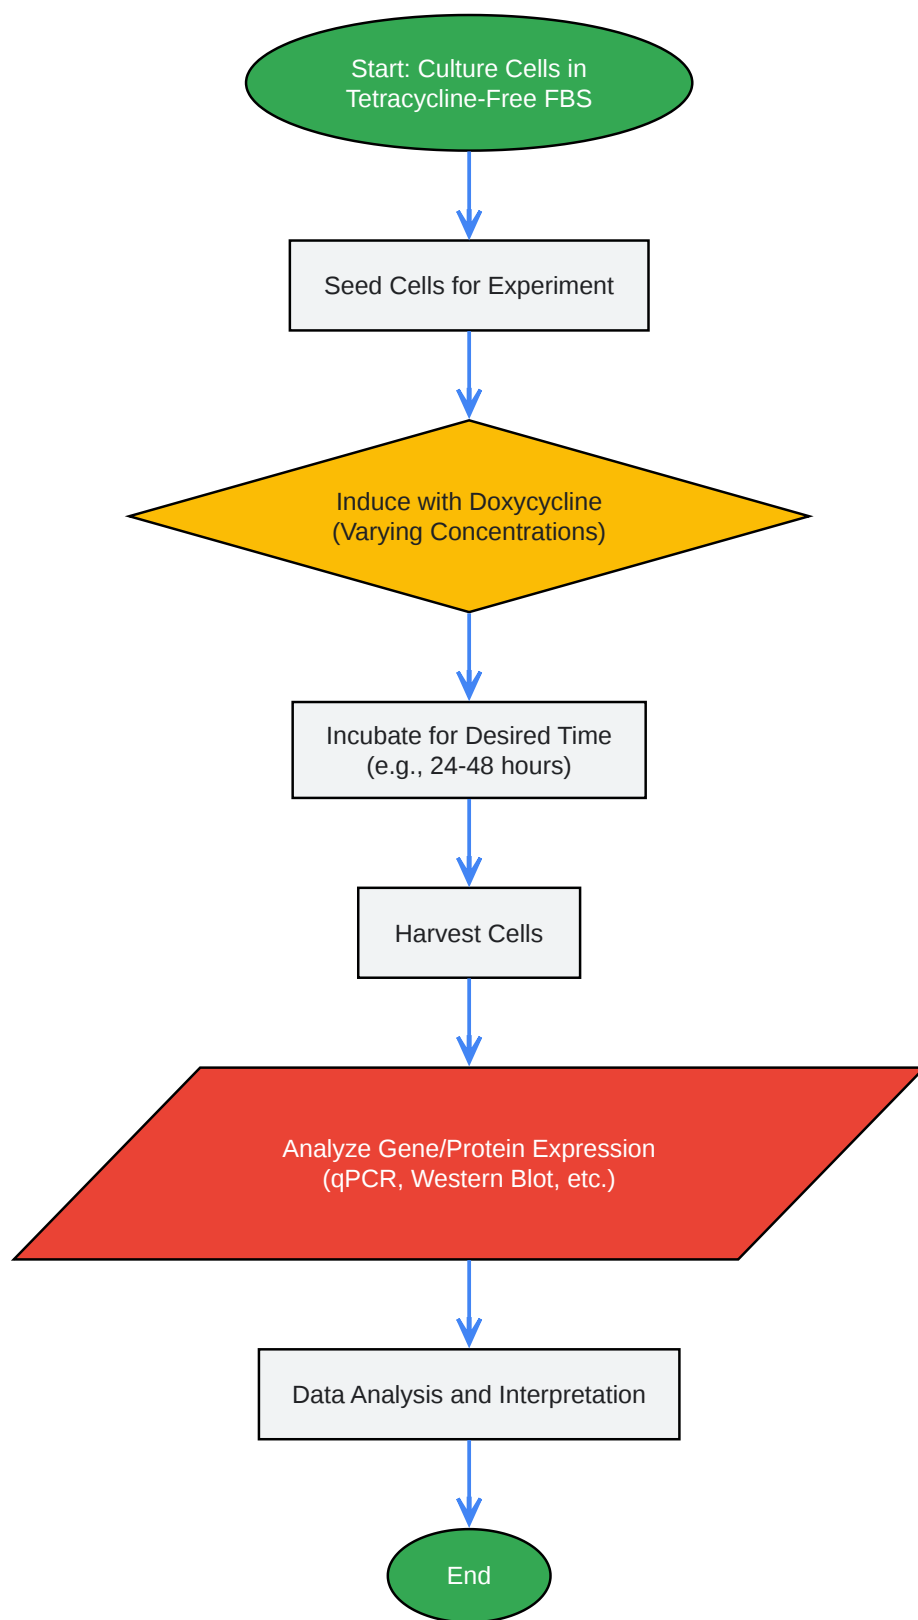 Start: Culture Cells in
Tetracycline-Free FBS
Seed Cells for Experiment
Induce with Doxycycline
(Varying Concentrations)
Incubate for Desired Time
(e.g., 24-48 hours)
Harvest Cells
Analyze Gene/Protein Expression
(qPCR, Western Blot, etc.)
Data Analysis and Interpretation
End